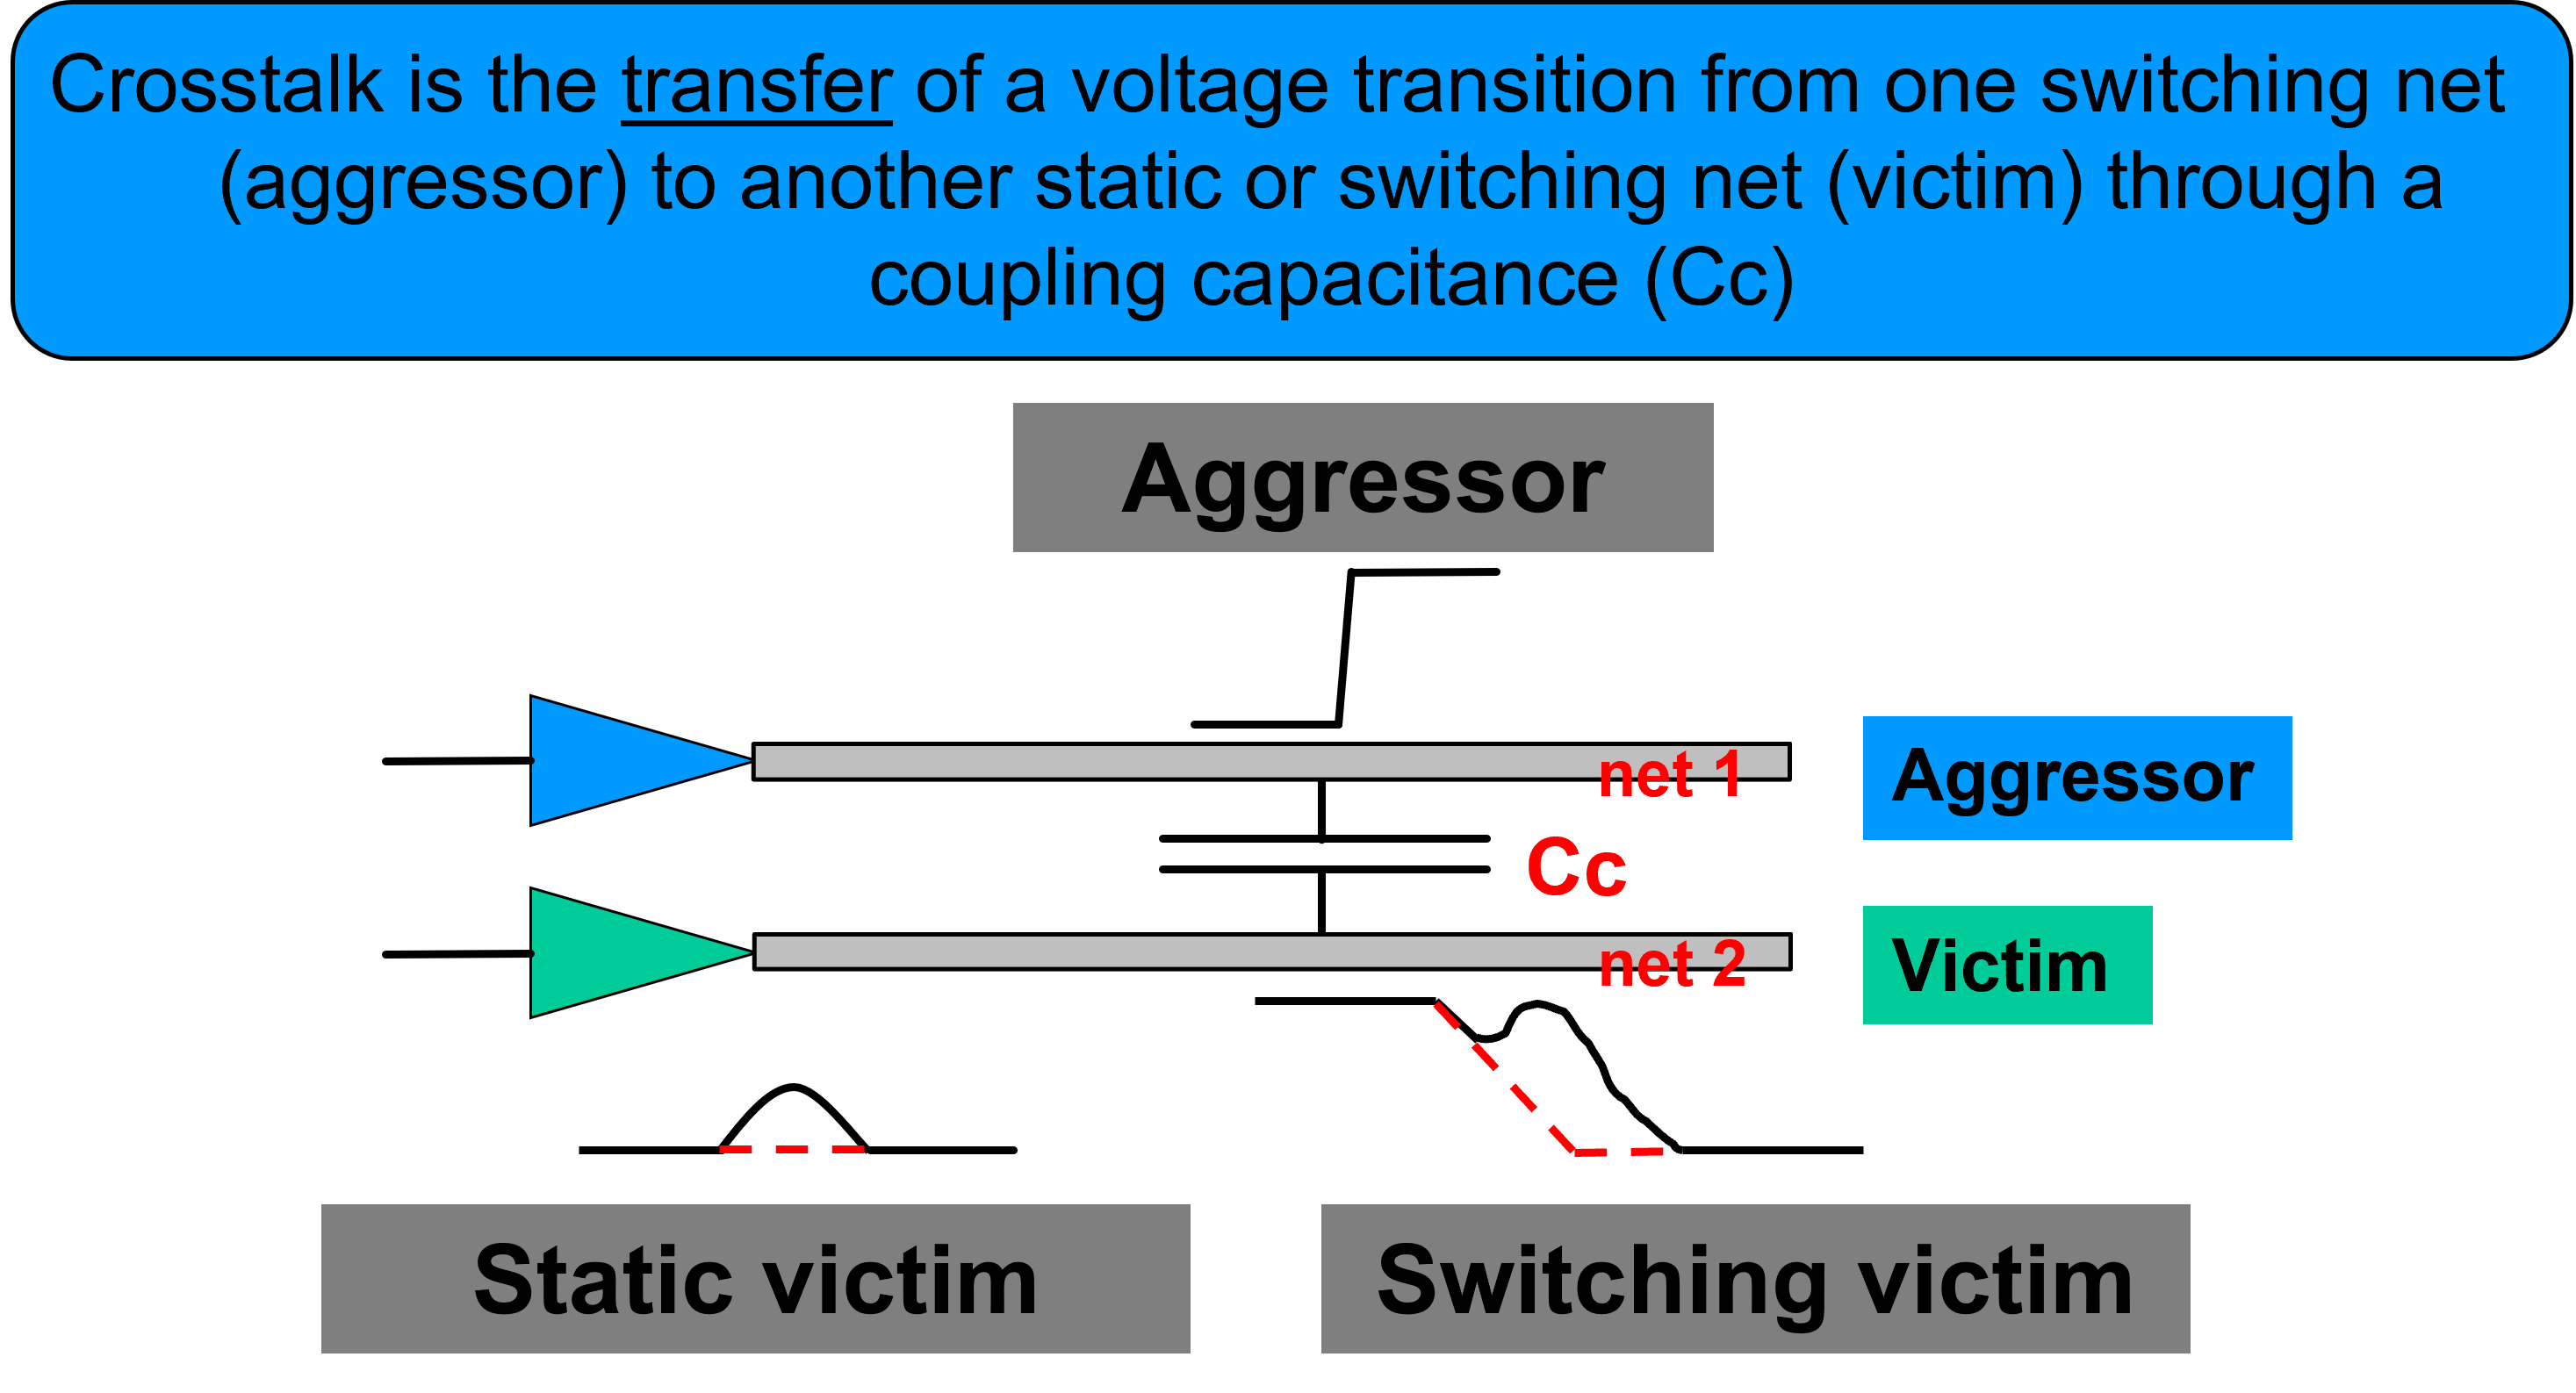 Crosstalk is the transfer of a voltage transition from one switching net
(aggressor) to another static or switching net (victim) through a
coupling capacitance (Cc)
Aggressor
net 1
Aggressor
Cc
net 2
Victim
Static victim
Switching victim